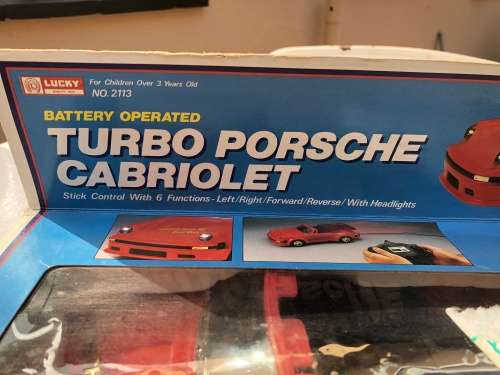 LUCKY
For Children Over 3 Years Old
NO. 2113
BATTERY OPERATED
TURBO PORSCHE
CABRIOLET
Stick Control With 6 Functions - Left/Right/Forward/Reverse/With Headlights